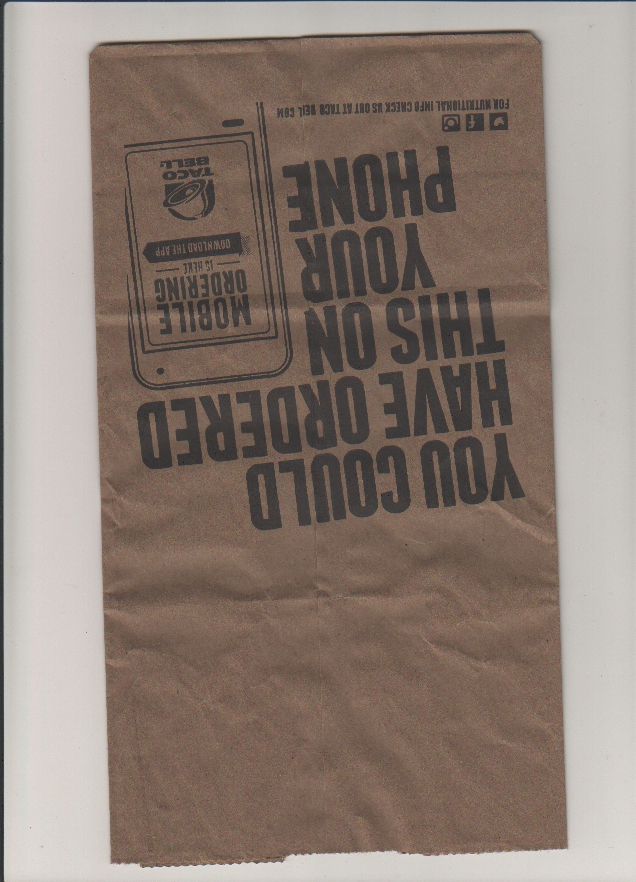 YOU COULD
HAVE ORDERED
THIS ON
YOUR
PHONE
MOBILE
ORDERING
IS HERE
DOWNLOAD THE APP
TACO
BELL
FOR NUTRITIONAL INFO CHECK US OUT AT TACO BELL.COM